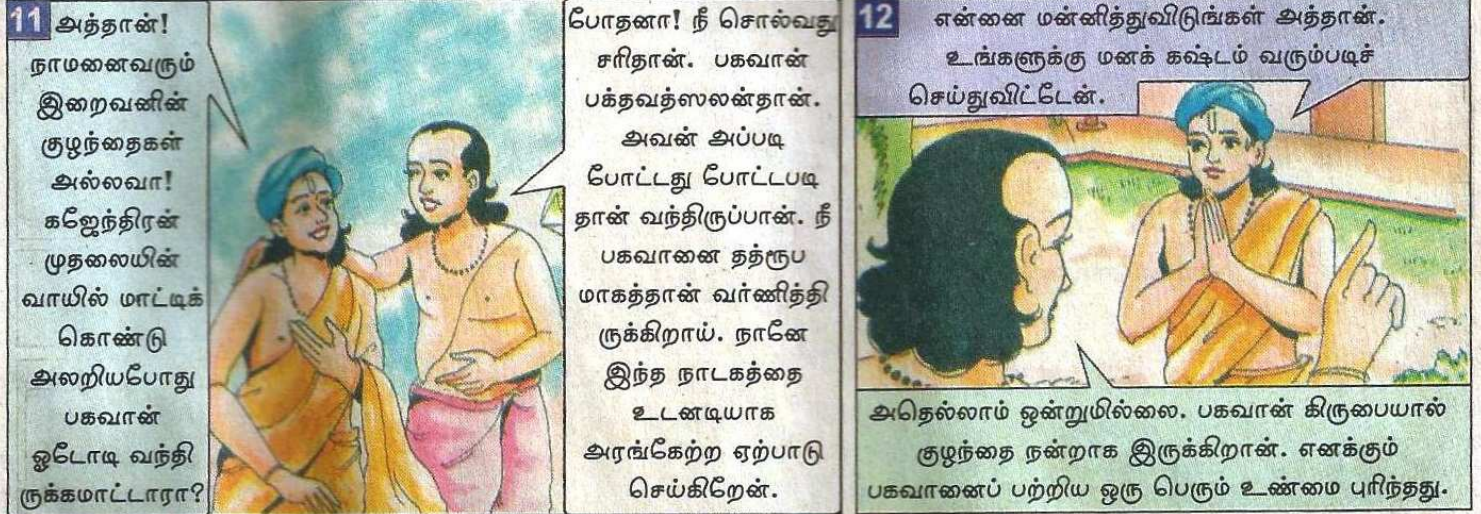 11 அத்தான்!
நாமனைவரும்
இறைவனின்
குழந்தைகள்
அல்லவா!
கஜேந்திரன்
முதலையின்
வாயில் மாட்டிக்
கொண்டு
அலறியபோது
பகவான்
ஓடோடி வந்தி
ருக்கமாட்டாரா?
போதனா! நீ சொல்வது
சரிதான். பகவான்
பக்தவத்ஸலன்தான்.
அவன் அப்படி
போட்டது போட்டபடி
தான் வந்திருப்பான். நீ
பகவானை தத்ரூப
மாகத்தான் வர்ணித்தி
ருக்கிறாய். நானே
இந்த நாடகத்தை
உடனடியாக
அரங்கேற்ற ஏற்பாடு
செய்கிறேன்.
12 என்னை மன்னித்துவிடுங்கள் அத்தான்.
உங்களுக்கு மனக் கஷ்டம் வரும்படிச்
செய்துவிட்டேன்.
அதெல்லாம் ஒன்றுமில்லை. பகவான் கிருபையால்
குழந்தை நன்றாக இருக்கிறான். எனக்கும்
பகவானைப் பற்றிய ஒரு பெரும் உண்மை புரிந்தது.